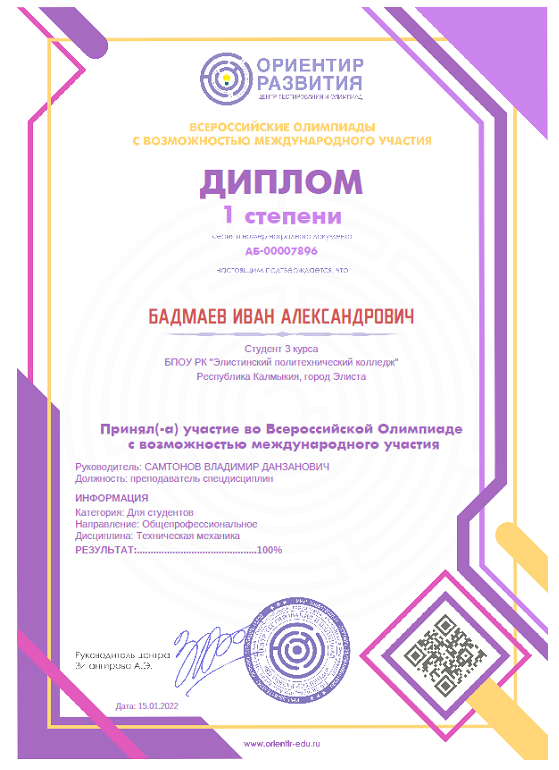 ОРИЕНТИР
РАЗВИТИЯ
ЦЕНТР ТЕСТИРОВАНИЯ И ОЛИМПИАД
ВСЕРОССИЙСКИЕ ОЛИМПИАДЫ
С ВОЗМОЖНОСТЬЮ МЕЖДУНАРОДНОГО УЧАСТИЯ
ДИПЛОМ
1 степени
серия и номер наградного документа
АБ-00007896
настоящим подтверждается, что
БАДМАЕВ ИВАН АЛЕКСАНДРОВИЧ
Студент 3 курса
БПОУ РК "Элистинский политехнический колледж"
Республика Калмыкия, город Элиста
Принял(-а) участие во Всероссийской Олимпиаде
с возможностью международного участия
Руководитель: САМТОНОВ ВЛАДИМИР ДАНЗАНОВИЧ
Должность: преподаватель спецдисциплин
ИНФОРМАЦИЯ
Категория: Для студентов
Направление: Общепрофессиональное
Дисциплина: Техническая механика
РЕЗУЛЬТАТ:............................................100%
Руководитель центра
Зиангирова А.Э.
Дата: 15.01.2022
www.orientir-edu.ru